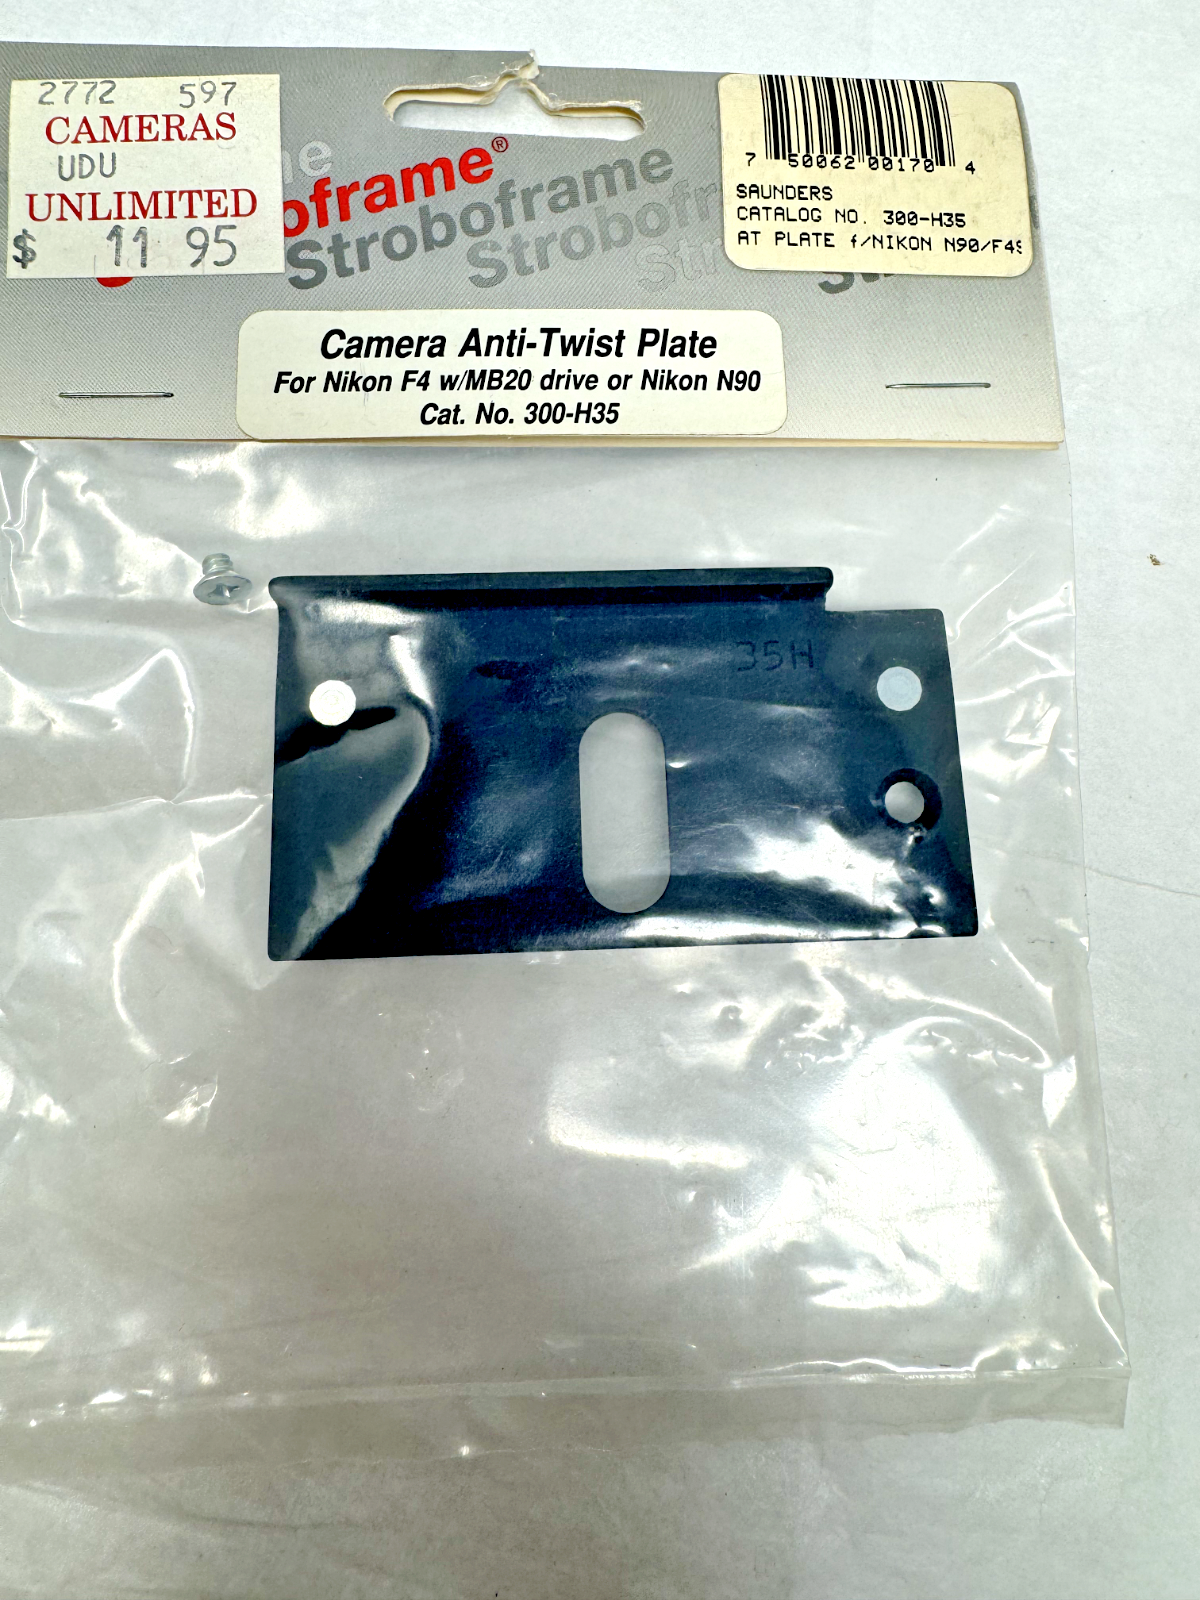 2772 597
CAMERAS
UDU
UNLIMITED
$ 11 95
oframe®
Stroboframe
7 50062 00170 4
SAUNDERS
CATALOG NO. 300-H35
AT PLATE f/NIKON N90/F4S
Camera Anti-Twist Plate
For Nikon F4 w/MB20 drive or Nikon N90
Cat. No. 300-H35
35H